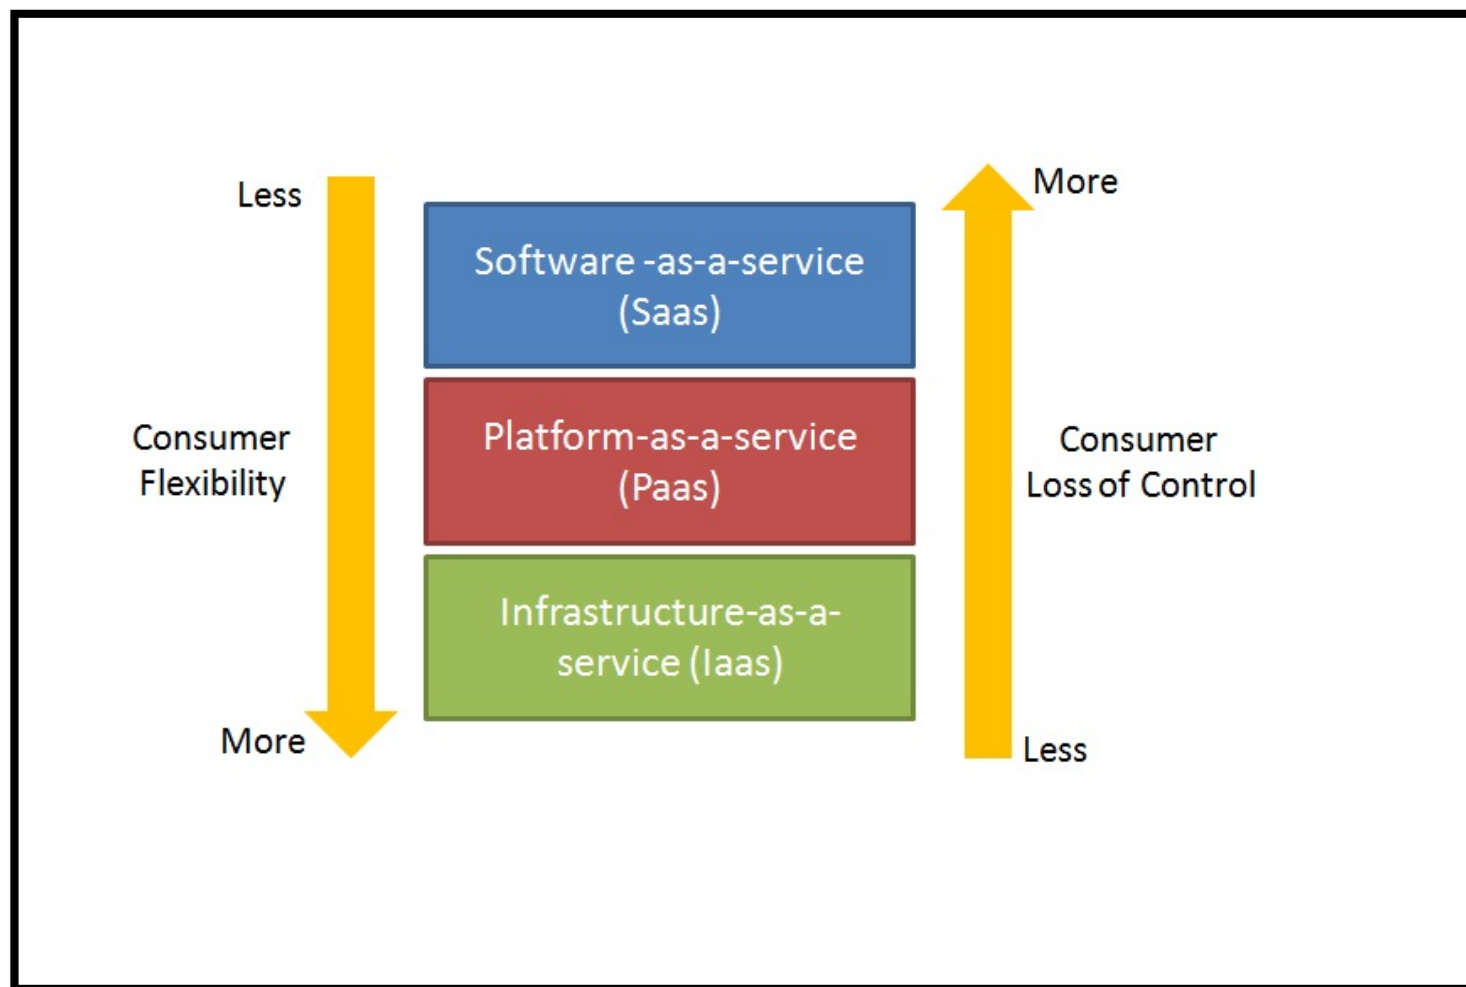 Less
More
Software -as-a-service
(Saas)
Consumer
Flexibility
Platform-as-a-service
(Paas)
Consumer
Loss of Control
Infrastructure-as-a-
service (Iaas)
More
Less